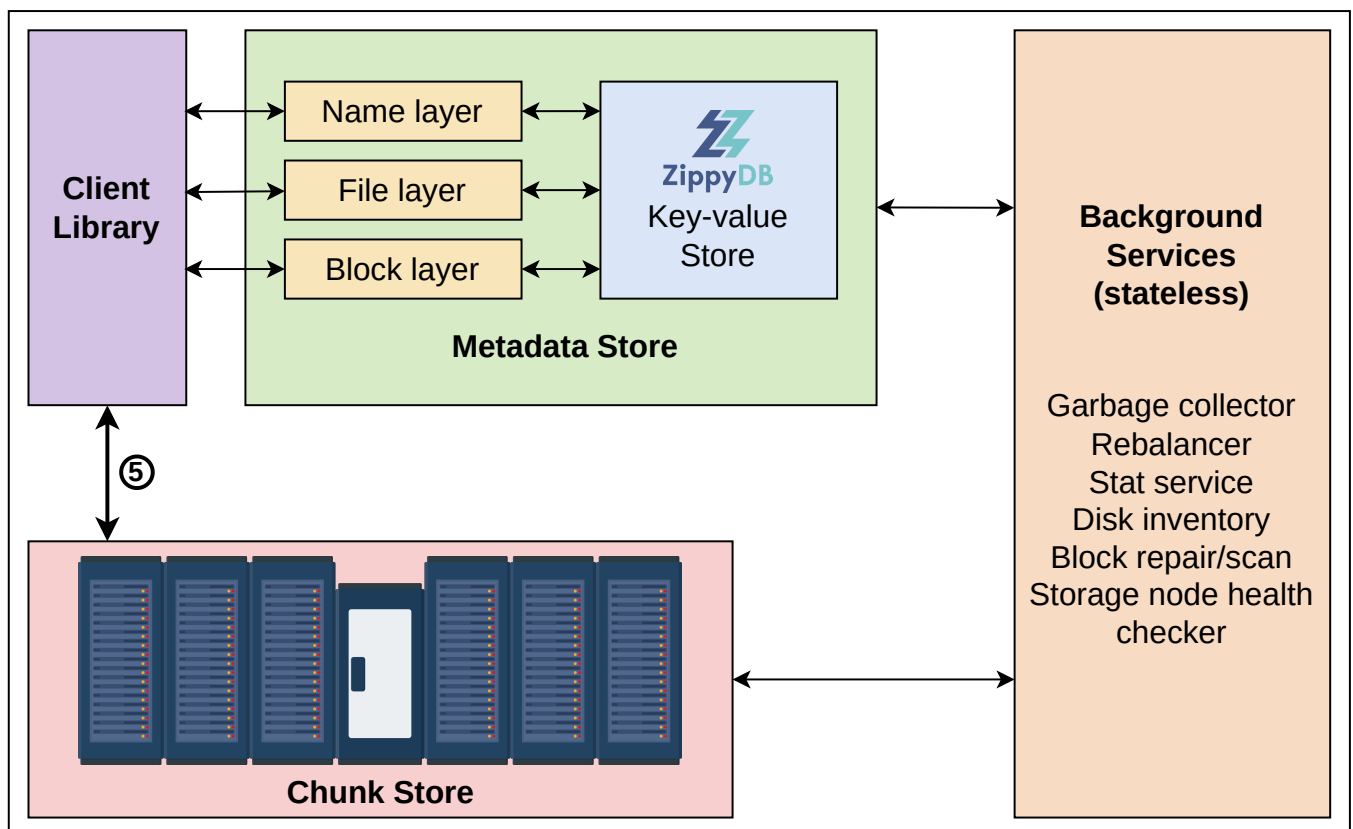 Client
Library
Name layer
File layer
Block layer
ZippyDB
Key-value
Store
Metadata Store
Background
Services
(stateless)
Garbage collector
Rebalancer
Stat service
Disk inventory
Block repair/scan
Storage node health
checker
5
Chunk Store